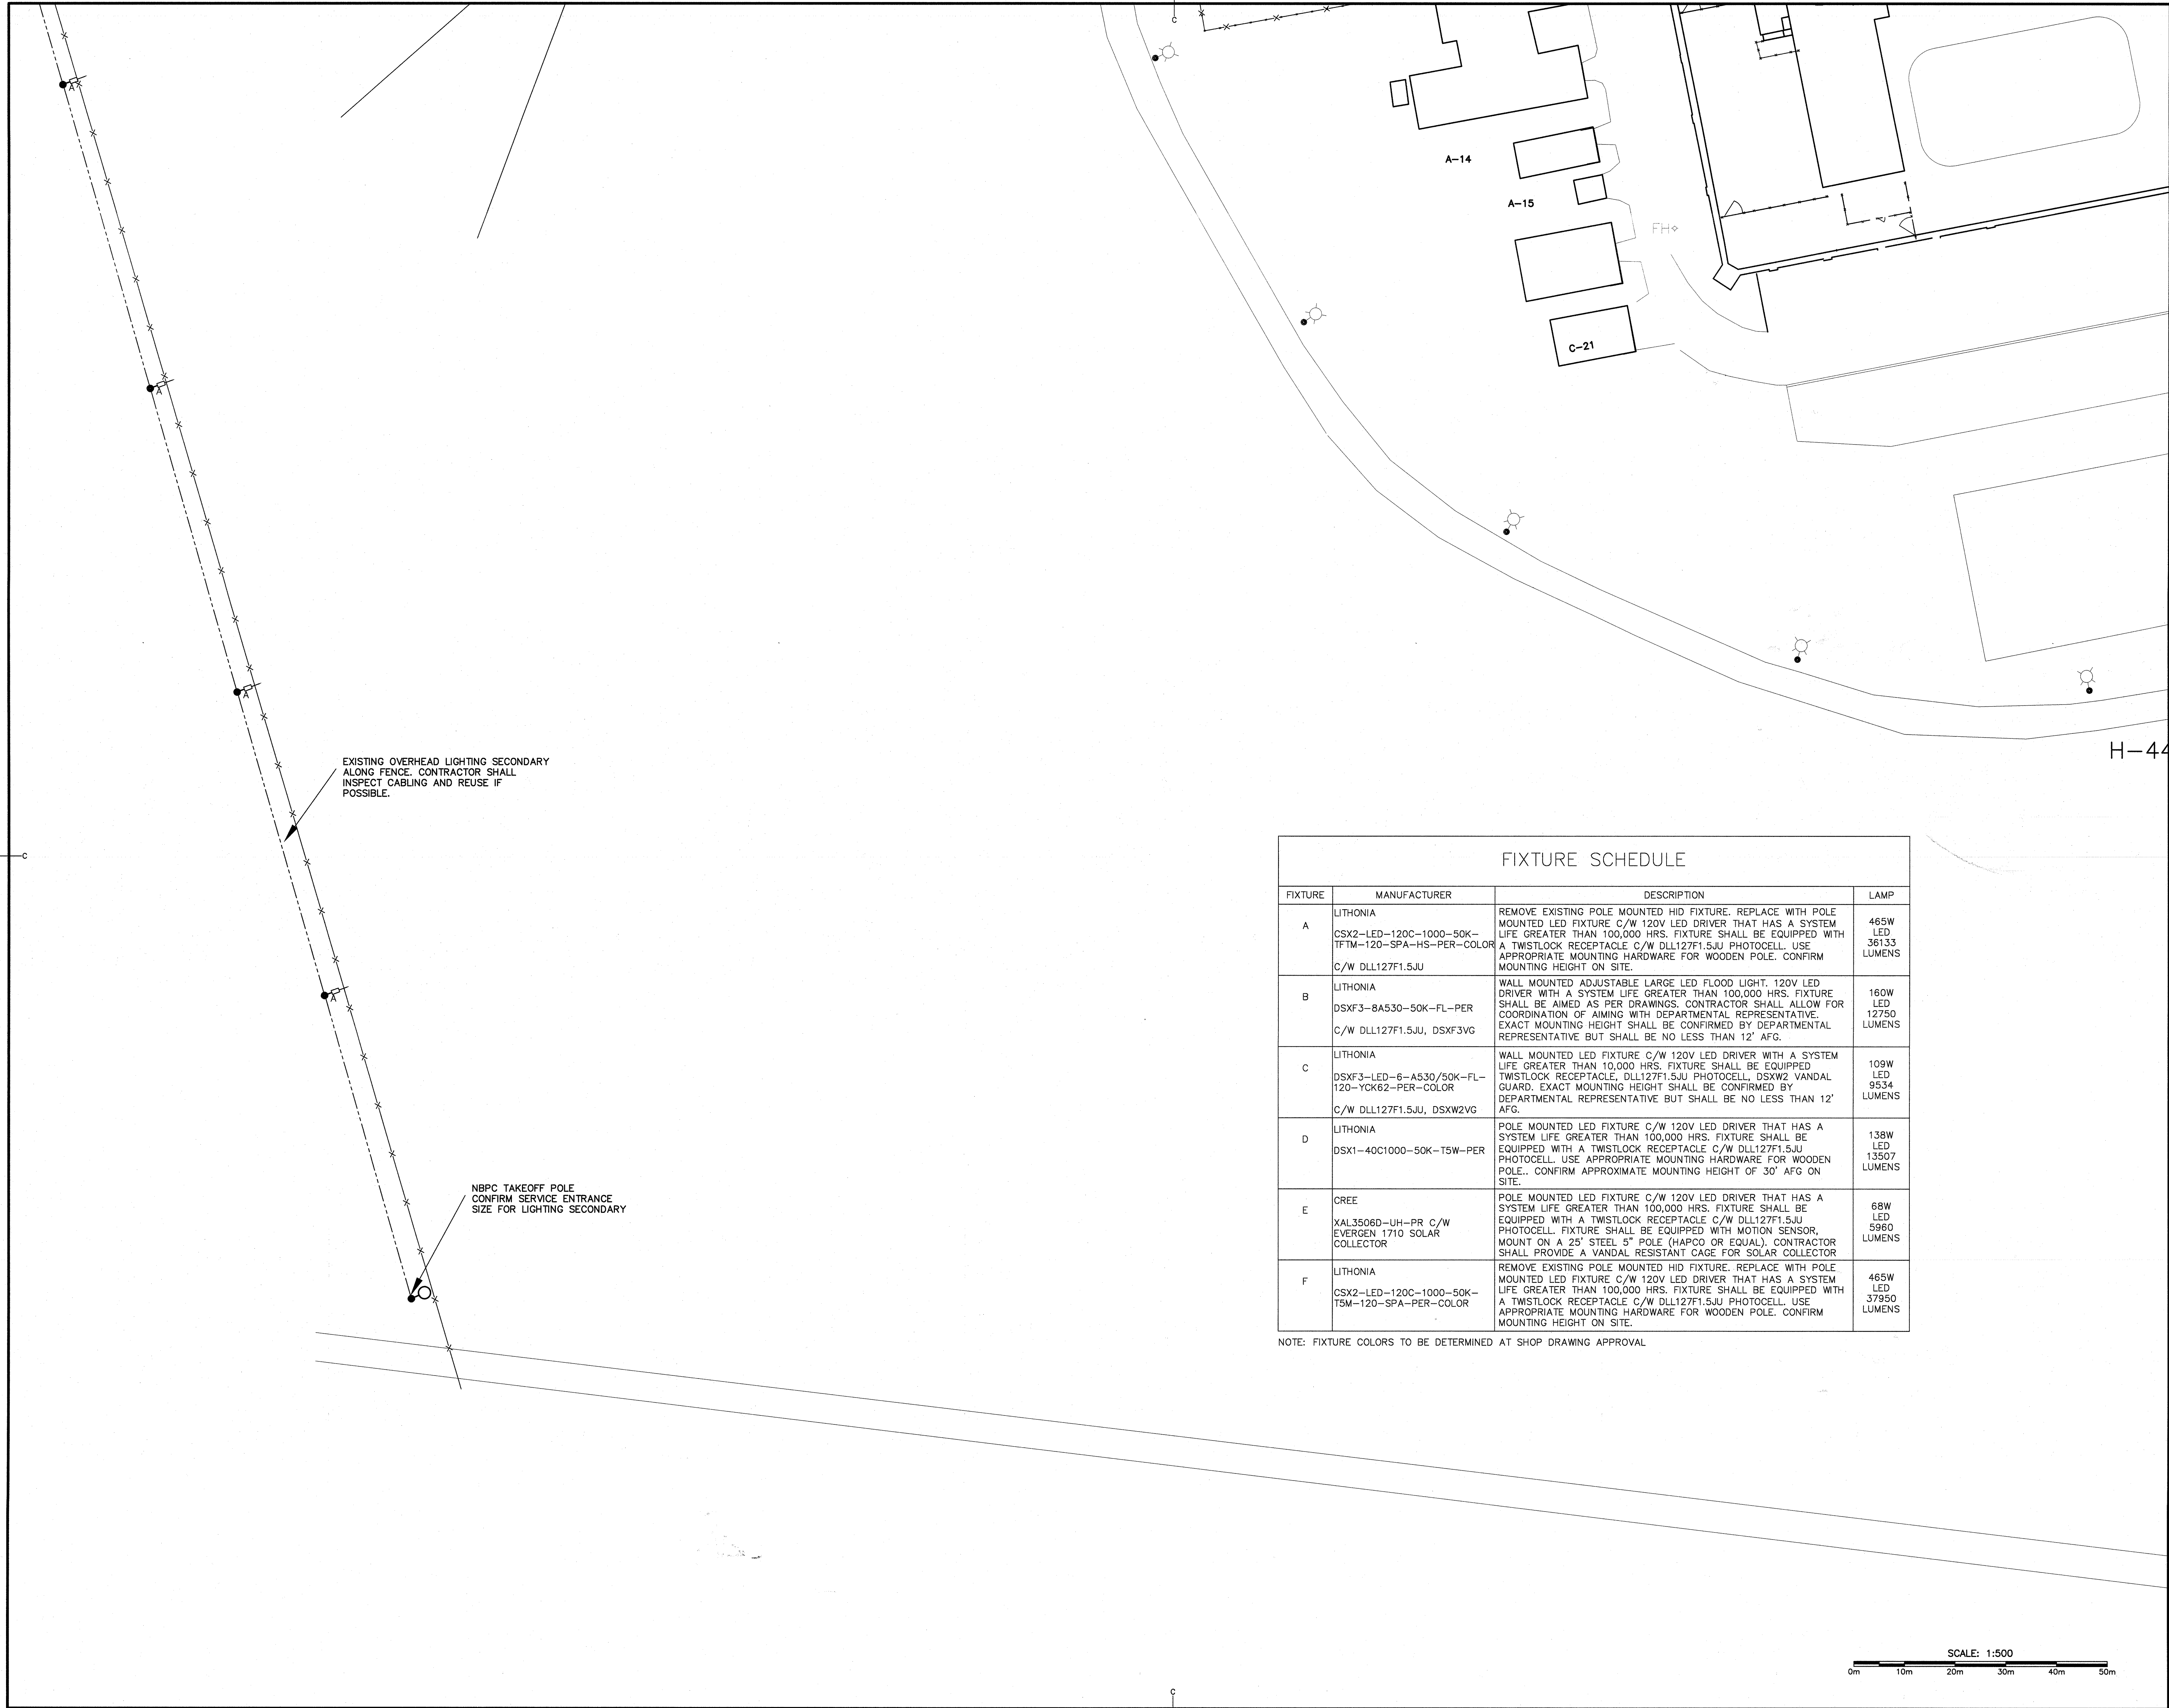 C
A
A
A
A
A-14
A-15
FH
C-21
H-44
EXISTING OVERHEAD LIGHTING SECONDARY
ALONG FENCE. CONTRACTOR SHALL
INSPECT CABLING AND REUSE IF
POSSIBLE.
C
NBPC TAKEOFF POLE
CONFIRM SERVICE ENTRANCE
SIZE FOR LIGHTING SECONDARY
FIXTURE SCHEDULE
FIXTURE MANUFACTURER DESCRIPTION LAMP
A
LITHONIA
CSX2-LED-120C-1000-50K-
TFTM-120-SPA-HS-PER-COLOR
C/W DLL127F1.5JU
REMOVE EXISTING POLE MOUNTED HID FIXTURE. REPLACE WITH POLE
MOUNTED LED FIXTURE C/W 120V LED DRIVER THAT HAS A SYSTEM
LIFE GREATER THAN 100,000 HRS. FIXTURE SHALL BE EQUIPPED WITH
A TWISTLOCK RECEPTACLE C/W DLL127F1.5JU PHOTOCELL. USE
APPROPRIATE MOUNTING HARDWARE FOR WOODEN POLE. CONFIRM
MOUNTING HEIGHT ON SITE.
465W
LED
36133
LUMENS
B
LITHONIA
DSXF3-8A530-50K-FL-PER
C/W DLL127F1.5JU, DSXF3VG
WALL MOUNTED ADJUSTABLE LARGE LED FLOOD LIGHT. 120V LED
DRIVER WITH A SYSTEM LIFE GREATER THAN 100,000 HRS. FIXTURE
SHALL BE AIMED AS PER DRAWINGS. CONTRACTOR SHALL ALLOW FOR
COORDINATION OF AIMING WITH DEPARTMENTAL REPRESENTATIVE.
EXACT MOUNTING HEIGHT SHALL BE CONFIRMED BY DEPARTMENTAL
REPRESENTATIVE BUT SHALL BE NO LESS THAN 12' AFG.
160W
LED
12750
LUMENS
C
LITHONIA
DSXF3-LED-6-A530/50K-FL-
120-YCK62-PER-COLOR
C/W DLL127F1.5JU, DSXW2VG
WALL MOUNTED LED FIXTURE C/W 120V LED DRIVER WITH A SYSTEM
LIFE GREATER THAN 10,000 HRS. FIXTURE SHALL BE EQUIPPED
TWISTLOCK RECEPTACLE, DLL127F1.5JU PHOTOCELL, DSXW2 VANDAL
GUARD. EXACT MOUNTING HEIGHT SHALL BE CONFIRMED BY
DEPARTMENTAL REPRESENTATIVE BUT SHALL BE NO LESS THAN 12'
AFG.
109W
LED
9534
LUMENS
D
LITHONIA
DSX1-40C1000-50K-T5W-PER
POLE MOUNTED LED FIXTURE C/W 120V LED DRIVER THAT HAS A
SYSTEM LIFE GREATER THAN 100,000 HRS. FIXTURE SHALL BE
EQUIPPED WITH A TWISTLOCK RECEPTACLE C/W DLL127F1.5JU
PHOTOCELL. USE APPROPRIATE MOUNTING HARDWARE FOR WOODEN
POLE.. CONFIRM APPROXIMATE MOUNTING HEIGHT OF 30' AFG ON
SITE.
138W
LED
13507
LUMENS
E
CREE
XAL3506D-UH-PR C/W
EVERGEN 1710 SOLAR
COLLECTOR
POLE MOUNTED LED FIXTURE C/W 120V LED DRIVER THAT HAS A
SYSTEM LIFE GREATER THAN 100,000 HRS. FIXTURE SHALL BE
EQUIPPED WITH A TWISTLOCK RECEPTACLE C/W DLL127F1.5JU
PHOTOCELL. FIXTURE SHALL BE EQUIPPED WITH MOTION SENSOR,
MOUNT ON A 25' STEEL 5" POLE (HAPCO OR EQUAL). CONTRACTOR
SHALL PROVIDE A VANDAL RESISTANT CAGE FOR SOLAR COLLECTOR
68W
LED
5960
LUMENS
F
LITHONIA
CSX2-LED-120C-1000-50K-
T5M-120-SPA-PER-COLOR
REMOVE EXISTING POLE MOUNTED HID FIXTURE. REPLACE WITH POLE
MOUNTED LED FIXTURE C/W 120V LED DRIVER THAT HAS A SYSTEM
LIFE GREATER THAN 100,000 HRS. FIXTURE SHALL BE EQUIPPED WITH
A TWISTLOCK RECEPTACLE C/W DLL127F1.5JU PHOTOCELL. USE
APPROPRIATE MOUNTING HARDWARE FOR WOODEN POLE. CONFIRM
MOUNTING HEIGHT ON SITE.
465W
LED
37950
LUMENS
NOTE: FIXTURE COLORS TO BE DETERMINED AT SHOP DRAWING APPROVAL
SCALE: 1:500
0m 10m 20m 30m 40m 50m
C